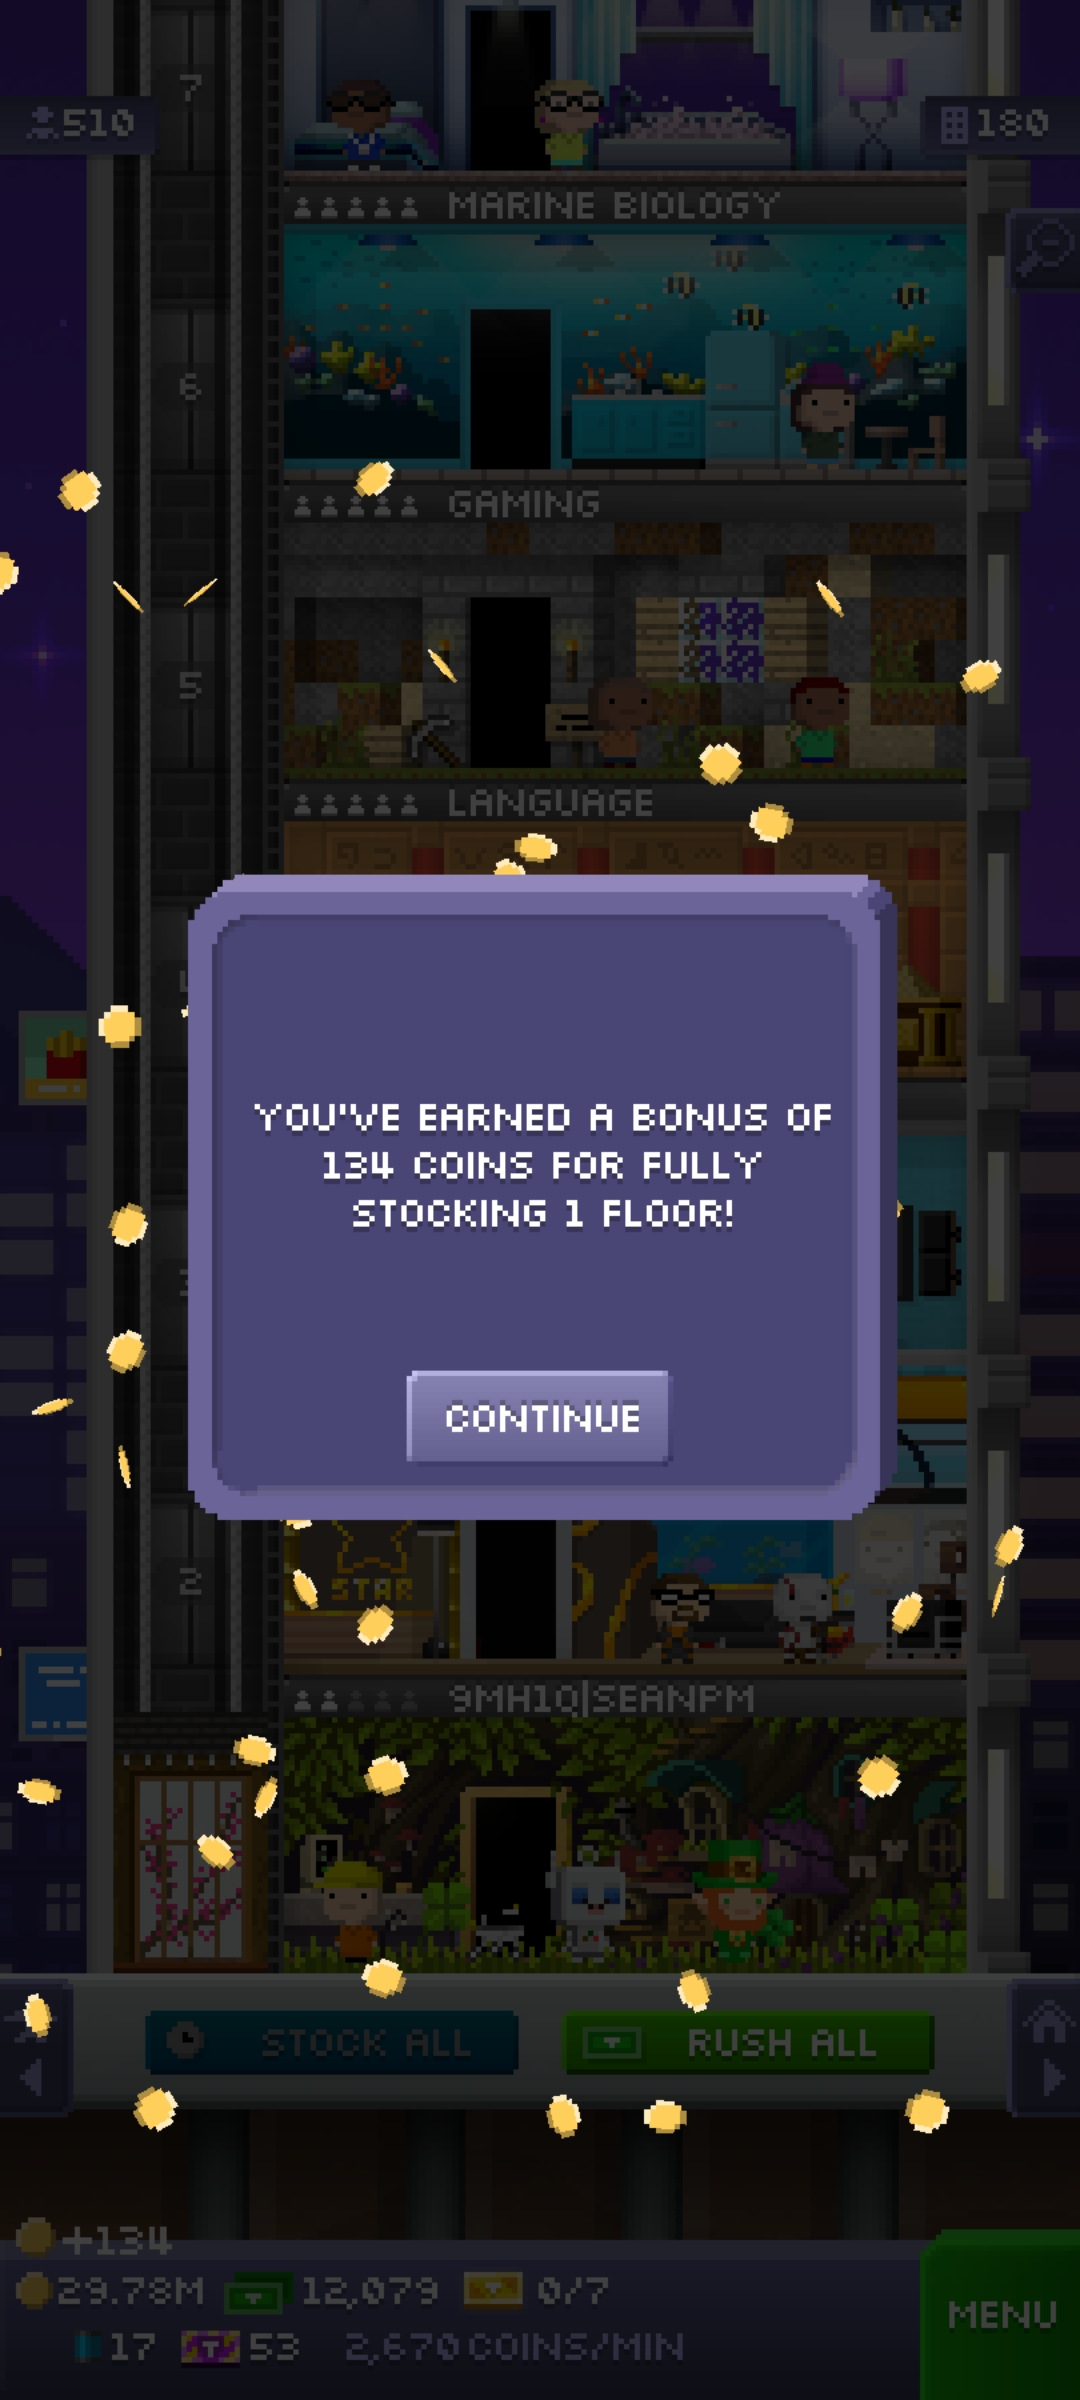 7
510
180
MARINE BIOLOGY
6
GAMING
5
LANGUAGE
YOU'VE EARNED A BONUS OF
134 COINS FOR FULLY
STOCKING 1 FLOOR!
CONTINUE
2
STAR
9MH1Q|SEANPM
STOCK ALL
RUSH ALL
+134
29.78M 12,079 0/7
MENU
17 53 2,670 COINS/MIN